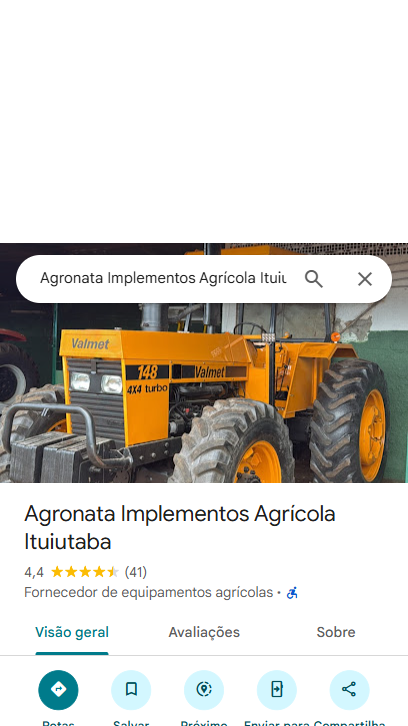 Agronata Implementos Agrícola Ituiu
Valmet
148 Valmet
4X4 turbo
Agronata Implementos Agrícola
Ituiutaba
4,4 (41)
Fornecedor de equipamentos agrícolas ·
Visão geral Avaliações Sobre
Rotas Salvar Próximo Enviar para Compartilha